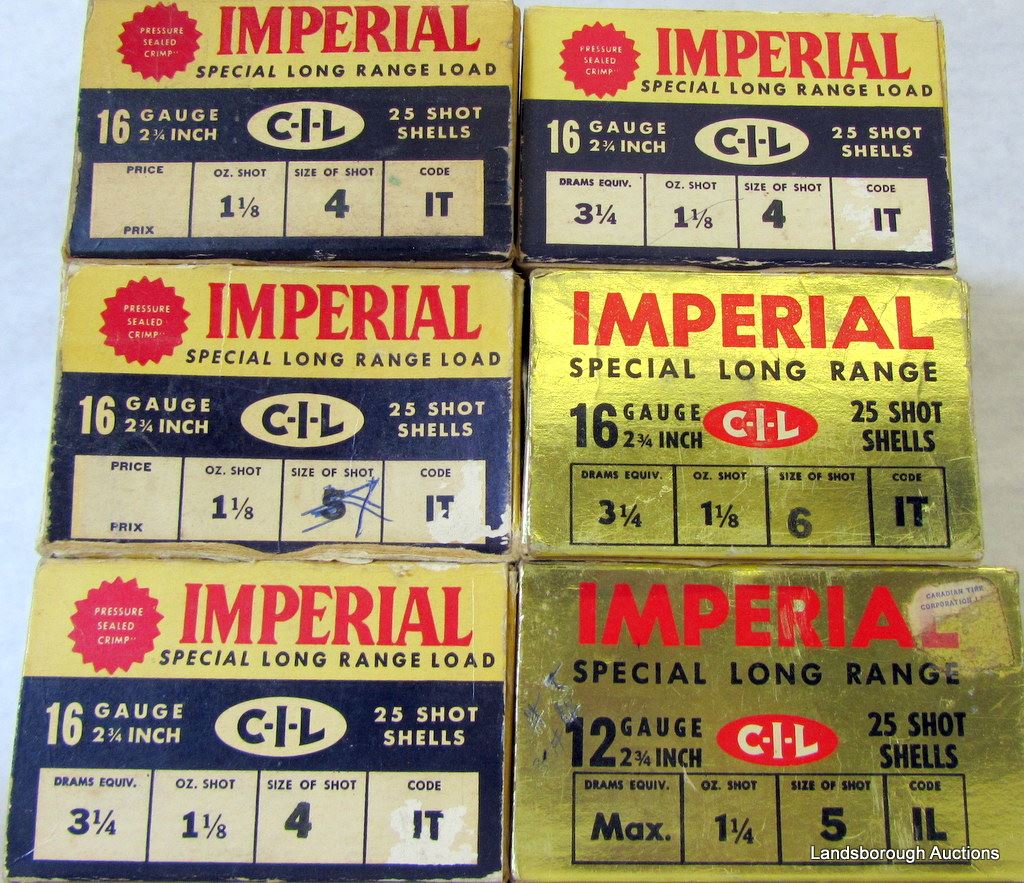 PRESSURE
SEALED
CRIMP
IMPERIAL
SPECIAL LONG RANGE LOAD
16 GAUGE
2¾ INCH
C-I-L
25 SHOT
SHELLS
PRICE
PRIX
OZ. SHOT
1⅛
SIZE OF SHOT
4
CODE
IT
PRESSURE
SEALED
CRIMP
IMPERIAL
SPECIAL LONG RANGE LOAD
16 GAUGE
2¾ INCH
C-I-L
25 SHOT
SHELLS
DRAMS EQUIV.
3¼
OZ. SHOT
1⅛
SIZE OF SHOT
4
CODE
IT
PRESSURE
SEALED
CRIMP
IMPERIAL
SPECIAL LONG RANGE LOAD
16 GAUGE
2¾ INCH
C-I-L
25 SHOT
SHELLS
PRICE
PRIX
OZ. SHOT
1⅛
SIZE OF SHOT
CODE
IT
IMPERIAL
SPECIAL LONG RANGE
16 GAUGE
2¾ INCH
C-I-L
25 SHOT
SHELLS
DRAMS EQUIV.
3¼
OZ. SHOT
1⅛
SIZE OF SHOT
6
CODE
IT
PRESSURE
SEALED
CRIMP
IMPERIAL
SPECIAL LONG RANGE LOAD
16 GAUGE
2¾ INCH
C-I-L
25 SHOT
SHELLS
DRAMS EQUIV.
3¼
OZ. SHOT
1⅛
SIZE OF SHOT
4
CODE
IT
IMPERIAL
CANADIAN TIRE
CORPORATION
SPECIAL LONG RANGE
12 GAUGE
2¾ INCH
C-I-L
25 SHOT
SHELLS
DRAMS EQUIV.
Max.
OZ. SHOT
1¼
SIZE OF SHOT
5
CODE
IL
Landsborough Auctions